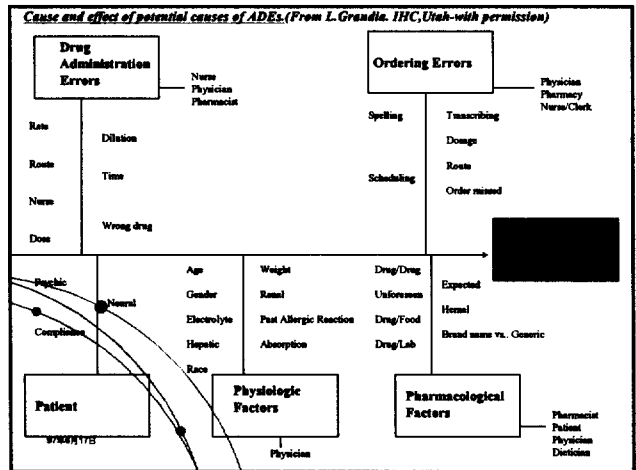 Cause and effect of potential causes of ADEs.(From L.Grandia. IHC,Utah-with permission)
Drug
Administration
Errors
Nurse
Physician
Pharmacist
Ordering Errors
Physician
Pharmacy
Nurse/Clerk
Rate
Route
Nurse
Dose
Dilution
Time
Wrong drug
Spelling
Scheduling
Transcribing
Dosage
Route
Order missed
Psychic
Compliance
Neural
Age
Gender
Electrolyte
Hepatic
Race
Weight
Renal
Past Allergic Reaction
Absorption
Drug/Drug
Unforeseen
Drug/Food
Drug/Lab
Expected
Brand name vs.. Generic
Patient
Physiologic
Factors
Physician
Pharmacological
Factors
Pharmacist
Patient
Physician
Dietician